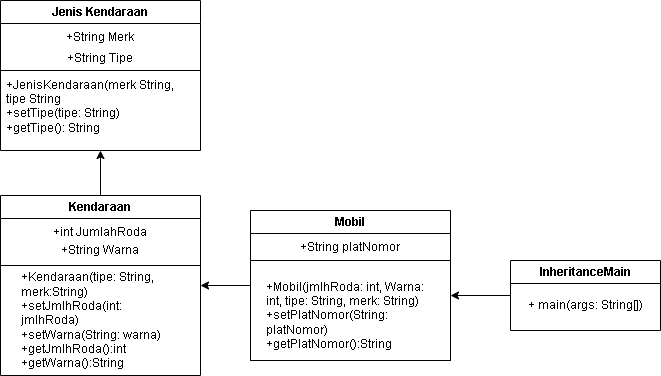 Jenis Kendaraan
+String Merk
+String Tipe
+JenisKendaraan(merk String,
tipe String
+setTipe(tipe: String)
+getTipe(): String
Kendaraan
+int JumlahRoda
+String Warna
+Kendaraan(tipe: String,
merk:String)
+setJmlhRoda(int:
jmlhRoda)
+setWarna(String: warna)
+getJmlhRoda():int
+getWarna():String
Mobil
+String platNomor
+Mobil(jmlhRoda: int, Warna:
int, tipe: String, merk: String)
+setPlatNomor(String:
platNomor)
+getPlatNomor():String
InheritanceMain
+ main(args: String[])